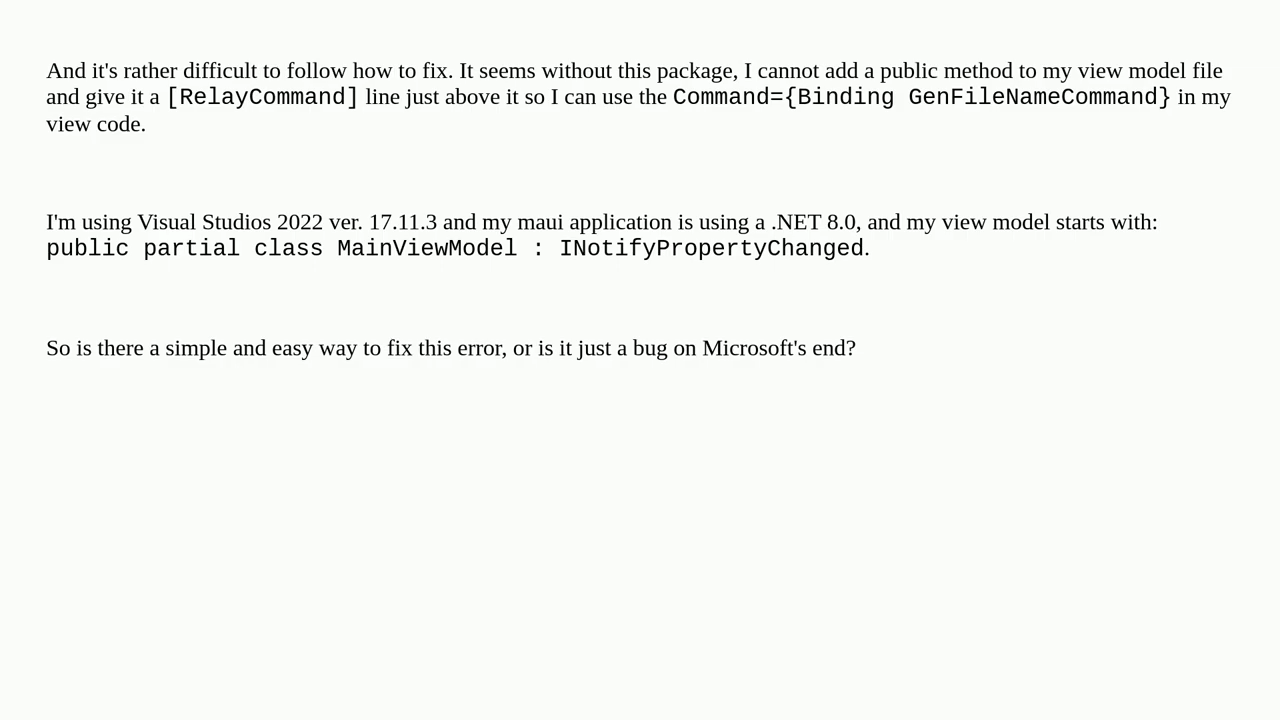 And it's rather difficult to follow how to fix. It seems without this package, I cannot add a public method to my view model file
and give it a [RelayCommand] line just above it so I can use the Command={Binding GenFileNameCommand} in my
view code.
I'm using Visual Studios 2022 ver. 17.11.3 and my maui application is using a .NET 8.0, and my view model starts with:
public partial class MainViewModel : INotifyPropertyChanged.
So is there a simple and easy way to fix this error, or is it just a bug on Microsoft's end?